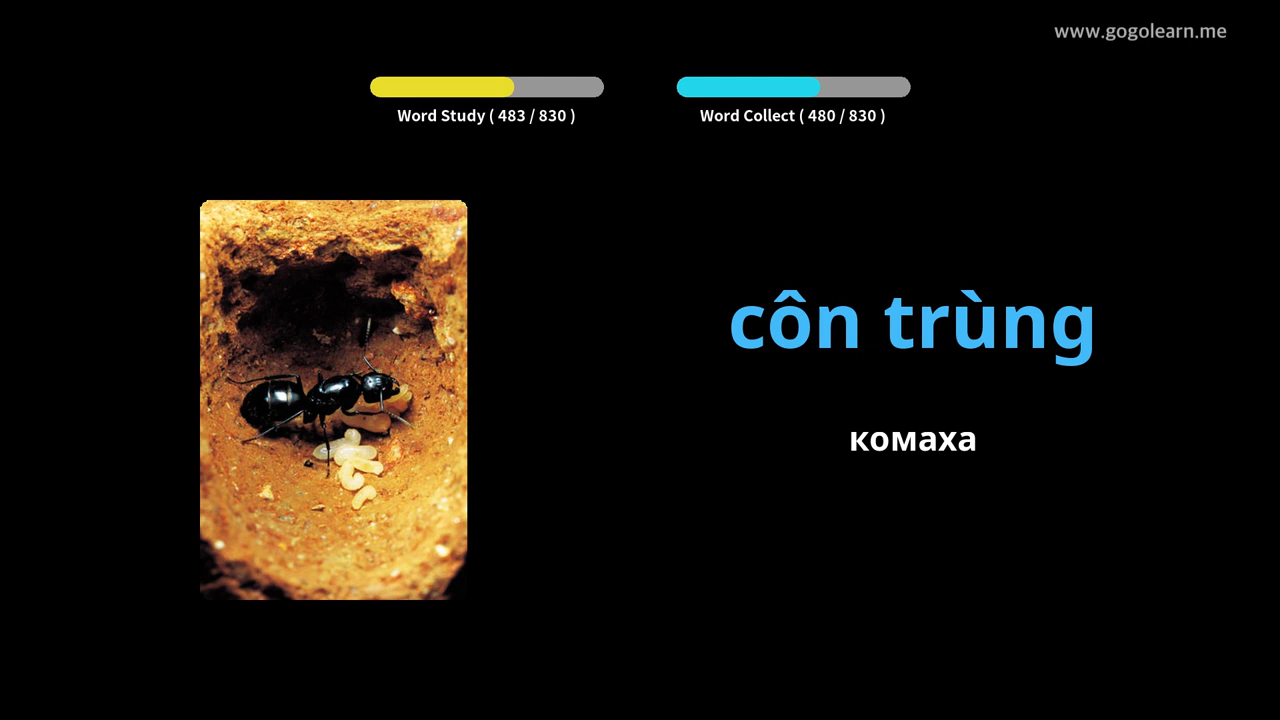 www.gogolearn.me
Word Study ( 483 / 830 )
Word Collect ( 480 / 830 )
côn trùng
комаха